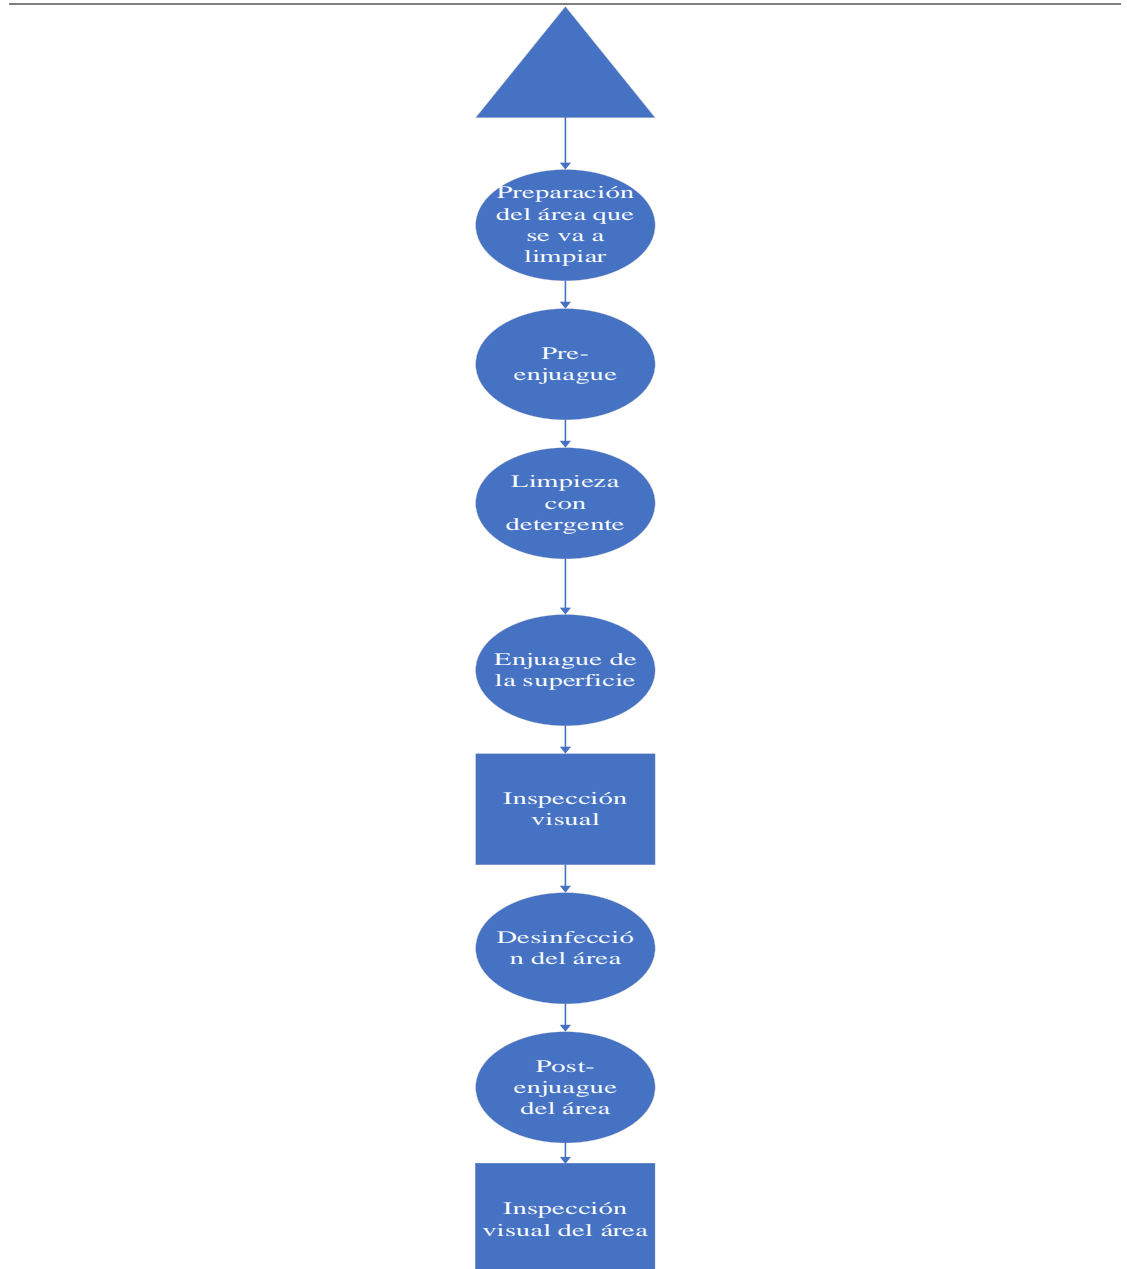 Preparación
del área que
se va a
limpiar
Pre-
enjuague
Limpieza
con
detergente
Enjuague de
la superficie
Inspección
visual
Desinfecció
n del área
Post-
enjuague
del área
Inspección
visual del área